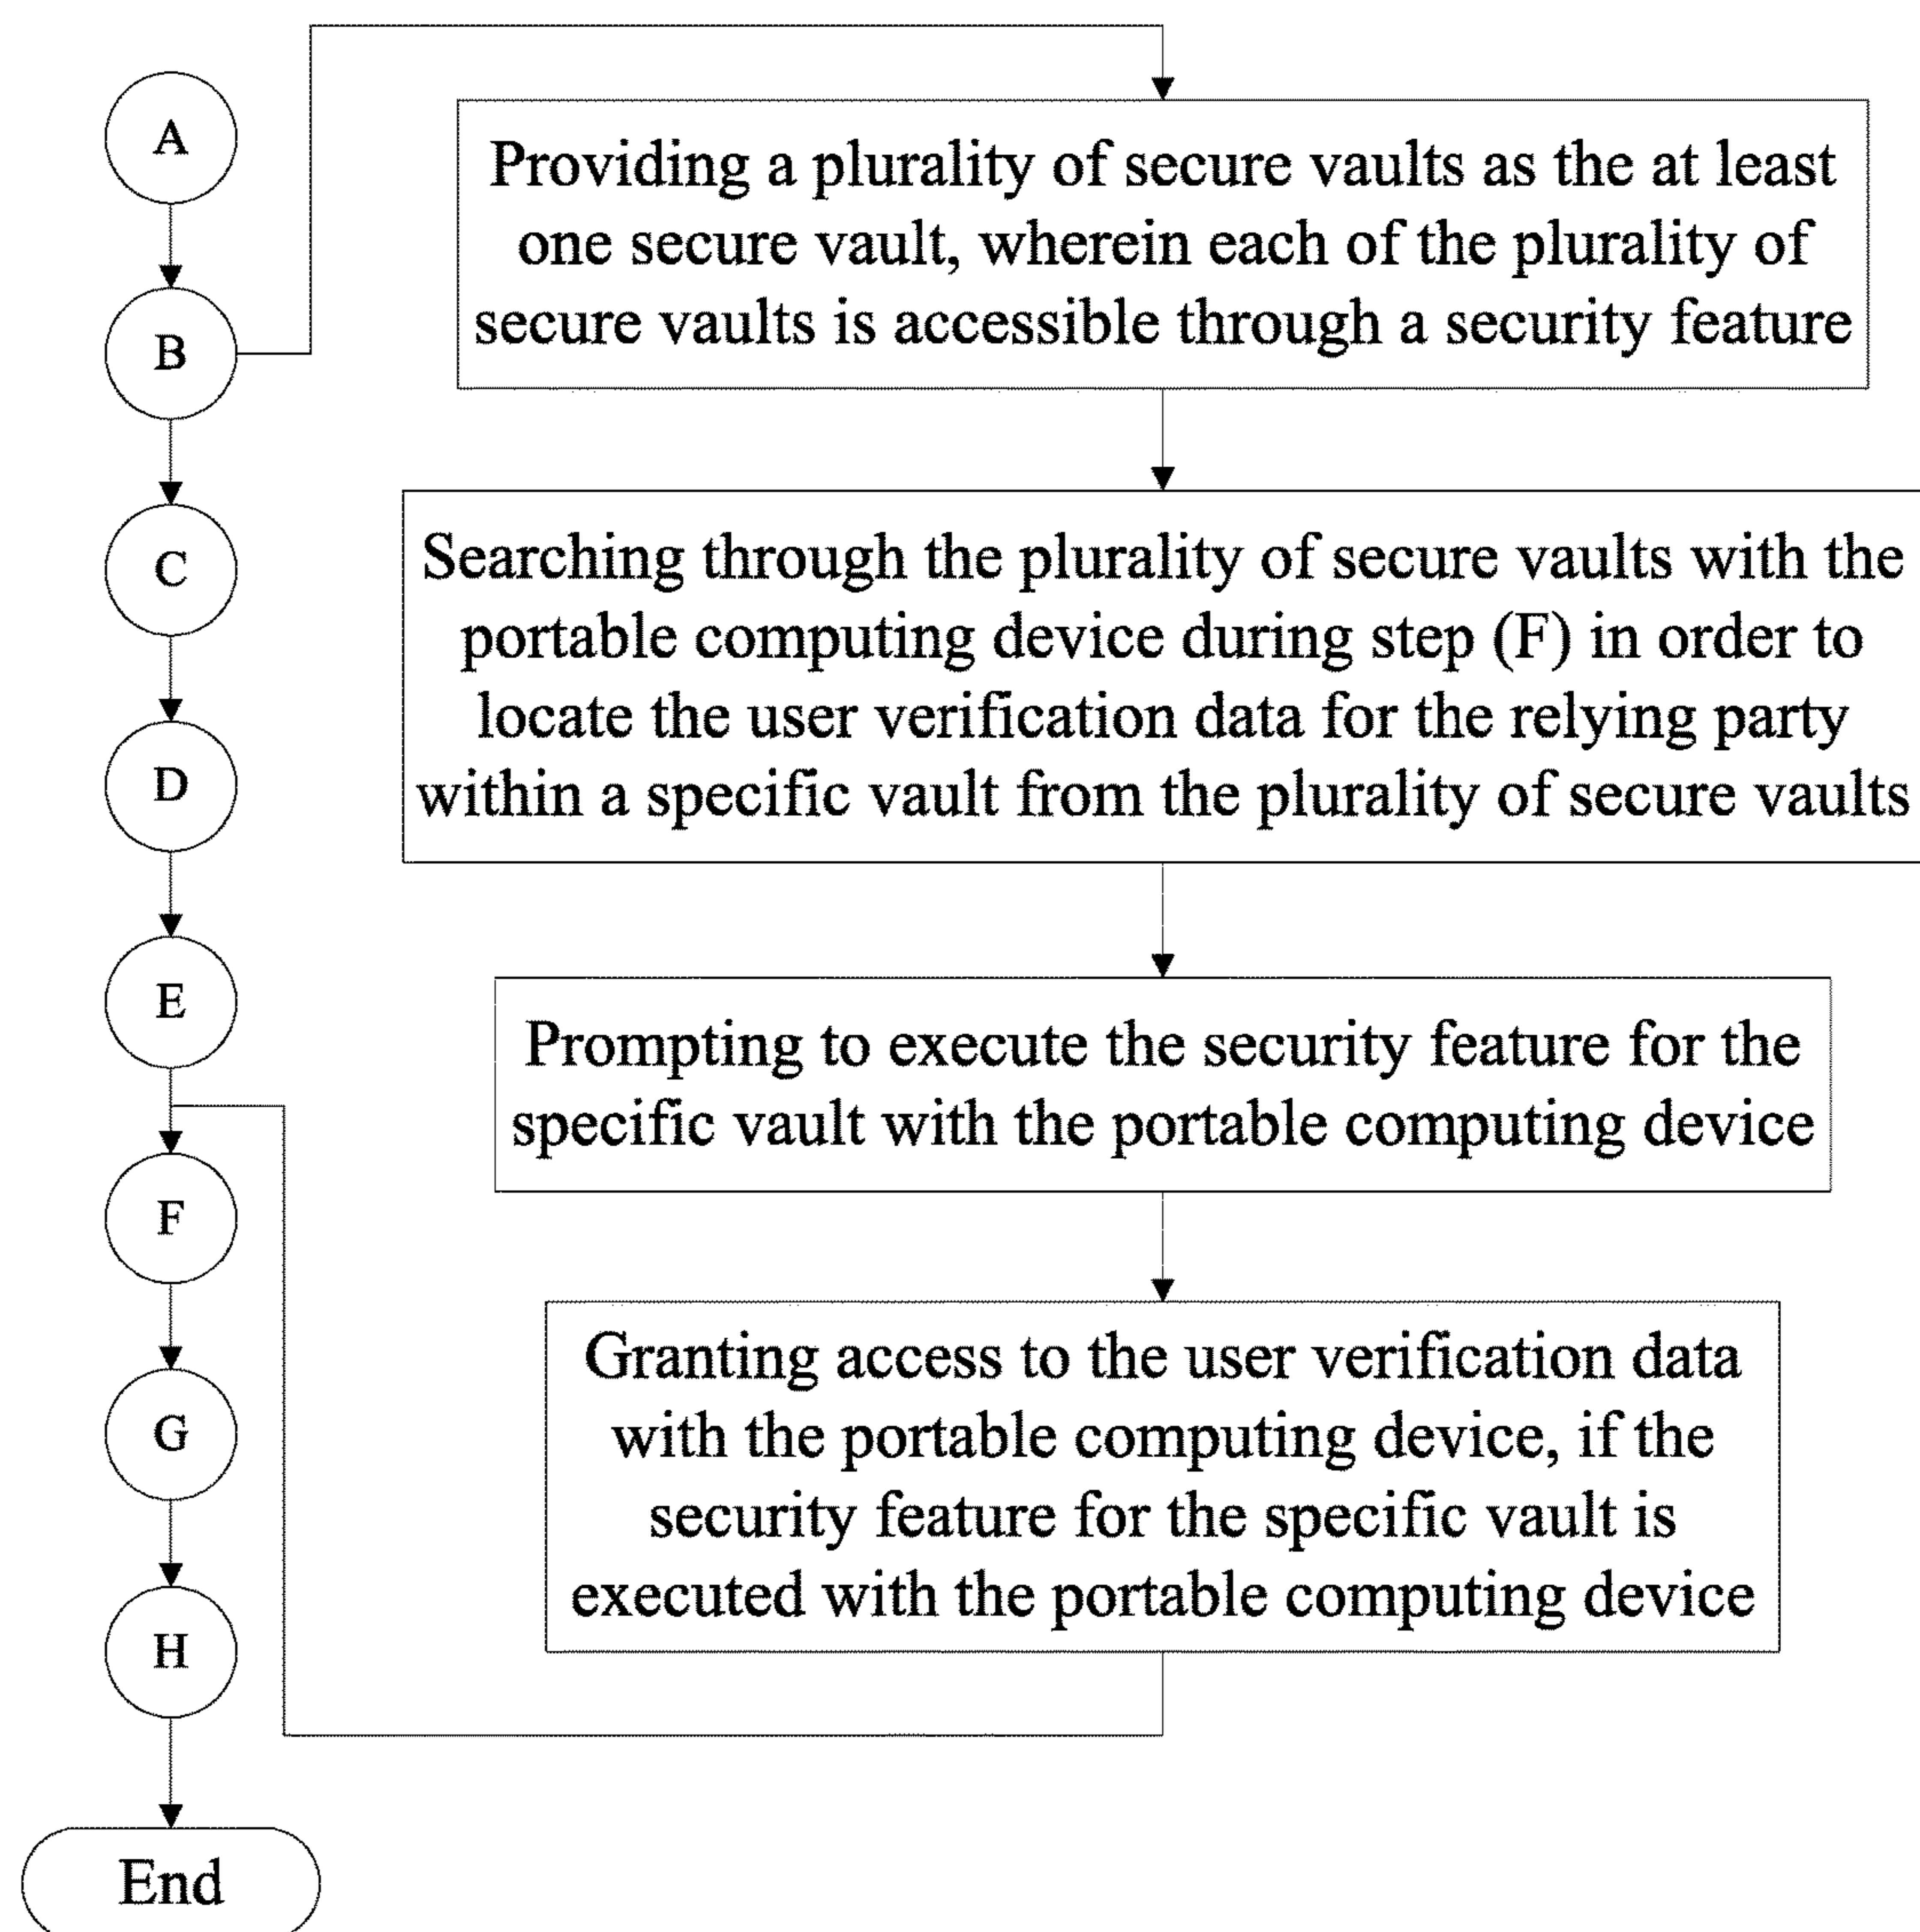 A
B
C
D
E
F
G
H
End
Providing a plurality of secure vaults as the at least
one secure vault, wherein each of the plurality of
secure vaults is accessible through a security feature
Searching through the plurality of secure vaults with the
portable computing device during step (F) in order to
locate the user verification data for the relying party
within a specific vault from the plurality of secure vaults
Prompting to execute the security feature for the
specific vault with the portable computing device
Granting access to the user verification data
with the portable computing device, if the
security feature for the specific vault is
executed with the portable computing device